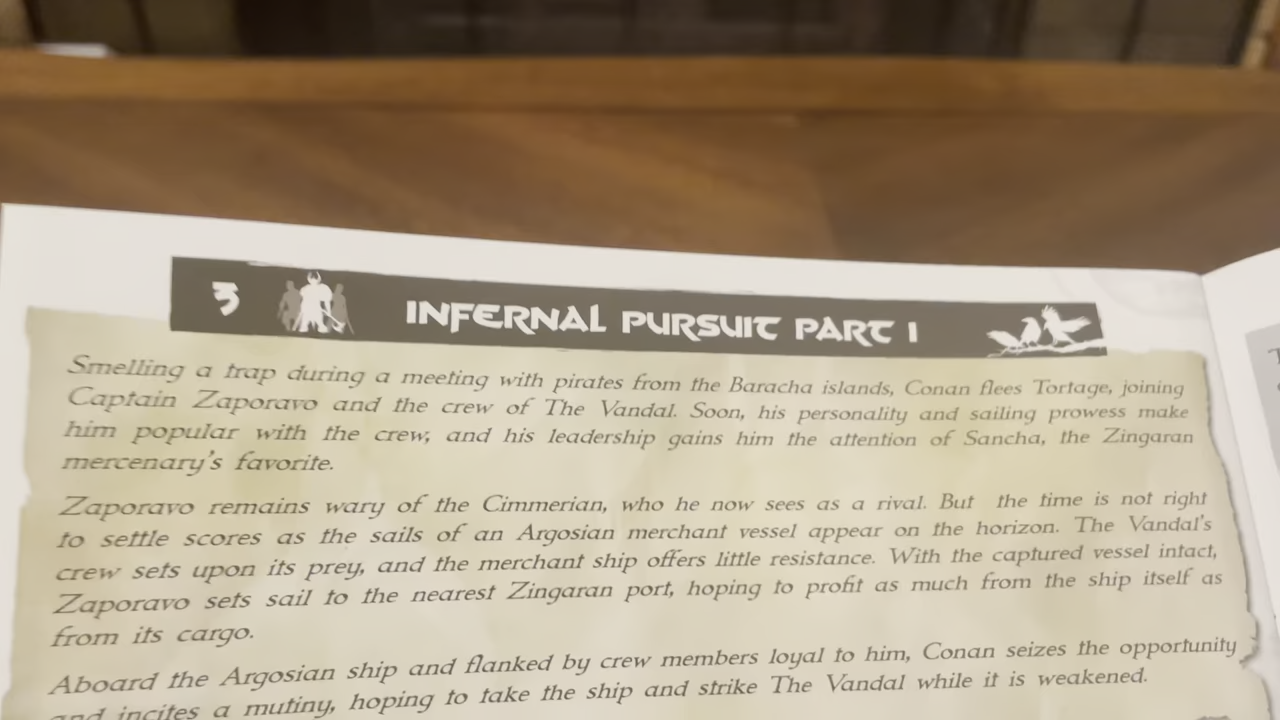 3 INFERNAL PURSUIT PART I
Smelling a trap during a meeting with pirates from the Baracha islands, Conan flees Tortage, joining
Captain Zaporavo and the crew of The Vandal. Soon, his personality and sailing prowess make
him popular with the crew, and his leadership gains him the attention of Sancha, the Zingaran
mercenary's favorite.
Zaporavo remains wary of the Cimmerian, who he now sees as a rival. But the time is not right
to settle scores as the sails of an Argosian merchant vessel appear on the horizon. The Vandal's
crew sets upon its prey, and the merchant ship offers little resistance. With the captured vessel intact,
Zaporavo sets sail to the nearest Zingaran port, hoping to profit as much from the ship itself as
from its cargo.
Aboard the Argosian ship and flanked by crew members loyal to him, Conan seizes the opportunity
and incites a mutiny, hoping to take the ship and strike The Vandal while it is weakened.